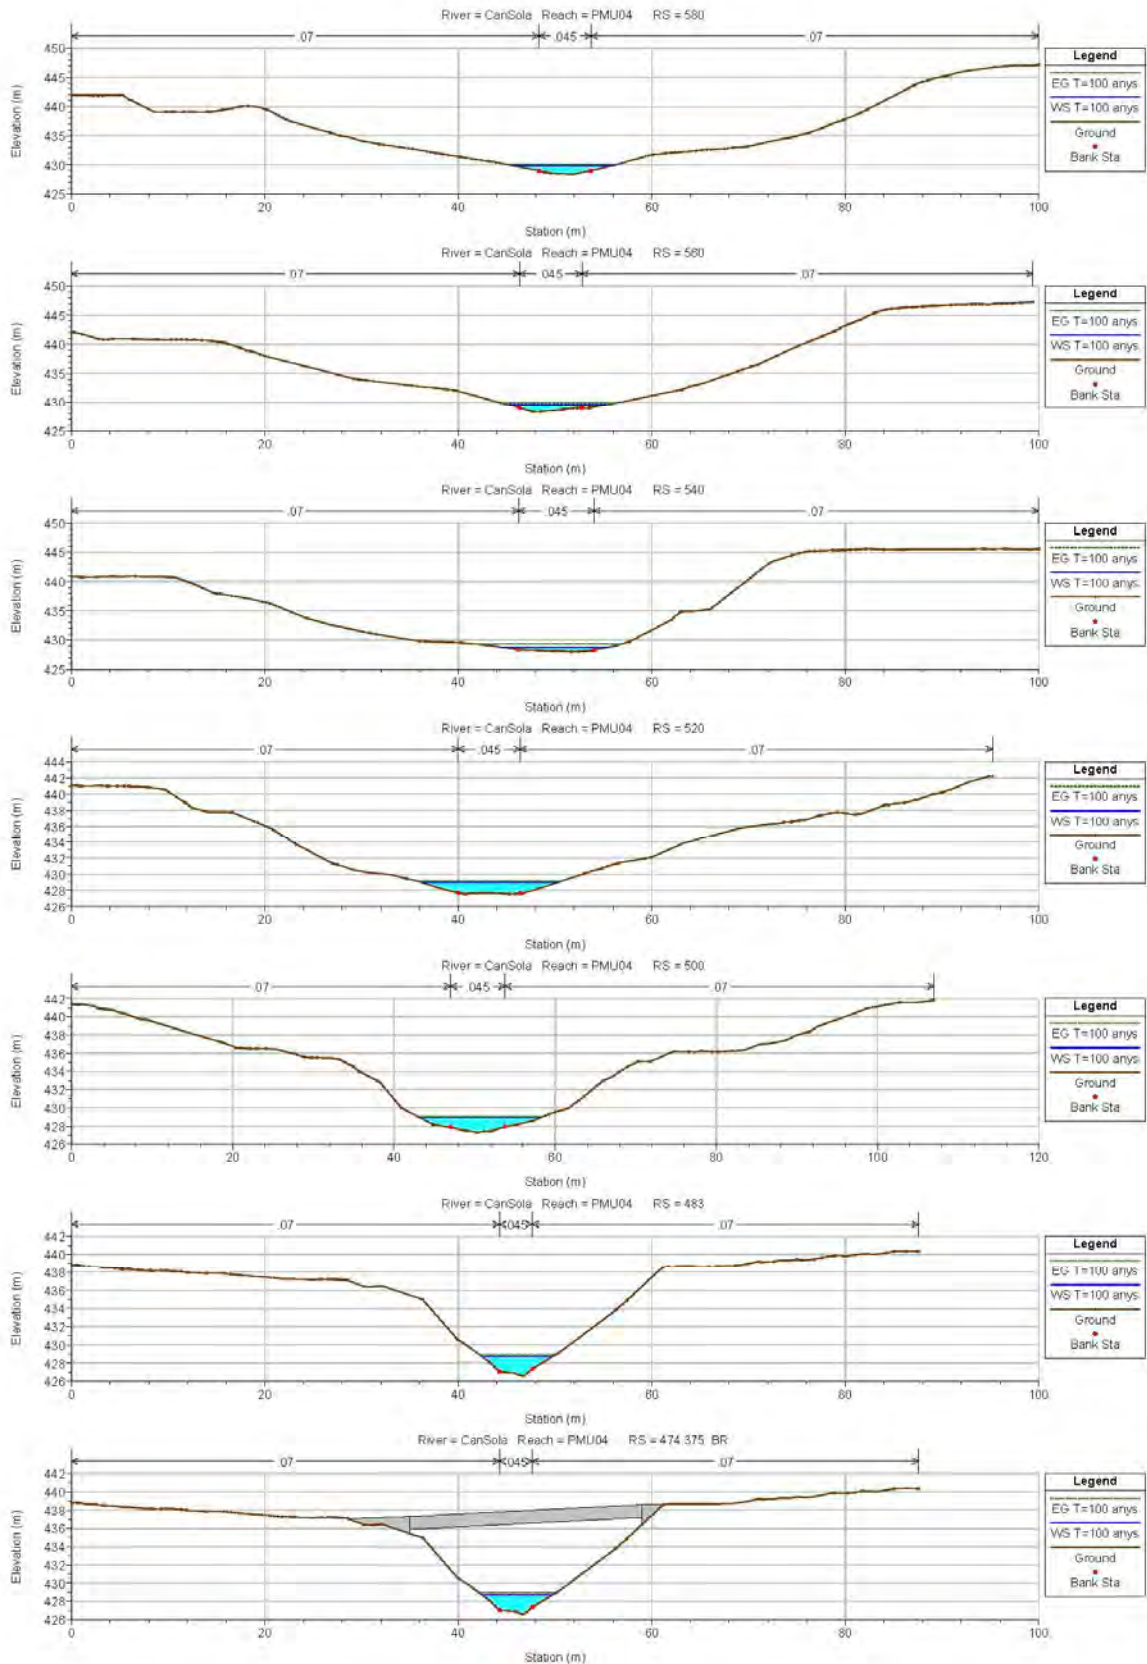 River = CanSola   Reach = PMU04   RS = 580
.07 .045 .07
450
445
440
435
430
425
0 20 40 60 80 100
Elevation (m)
Station (m)
Legend
EG T=100 anys
WS T=100 anys
Ground
Bank Sta
River = CanSola   Reach = PMU04   RS = 560
.07 .045 .07
450
445
440
435
430
425
0 20 40 60 80 100
Elevation (m)
Station (m)
Legend
EG T=100 anys
WS T=100 anys
Ground
Bank Sta
River = CanSola   Reach = PMU04   RS = 540
.07 .045 .07
450
445
440
435
430
425
0 20 40 60 80 100
Elevation (m)
Station (m)
Legend
EG T=100 anys
WS T=100 anys
Ground
Bank Sta
River = CanSola   Reach = PMU04   RS = 520
.07 .045 .07
444
442
440
438
436
434
432
430
428
426
0 20 40 60 80 100
Elevation (m)
Station (m)
Legend
EG T=100 anys
WS T=100 anys
Ground
Bank Sta
River = CanSola   Reach = PMU04   RS = 500
.07 .045 .07
442
440
438
436
434
432
430
428
426
0 20 40 60 80 100 120
Elevation (m)
Station (m)
Legend
EG T=100 anys
WS T=100 anys
Ground
Bank Sta
River = CanSola   Reach = PMU04   RS = 483
.07 .045 .07
442
440
438
436
434
432
430
428
426
0 20 40 60 80 100
Elevation (m)
Station (m)
Legend
EG T=100 anys
WS T=100 anys
Ground
Bank Sta
River = CanSola   Reach = PMU04   RS = 474.375 BR
.07 .045 .07
442
440
438
436
434
432
430
428
426
0 20 40 60 80 100
Elevation (m)
Station (m)
Legend
EG T=100 anys
WS T=100 anys
Ground
Bank Sta